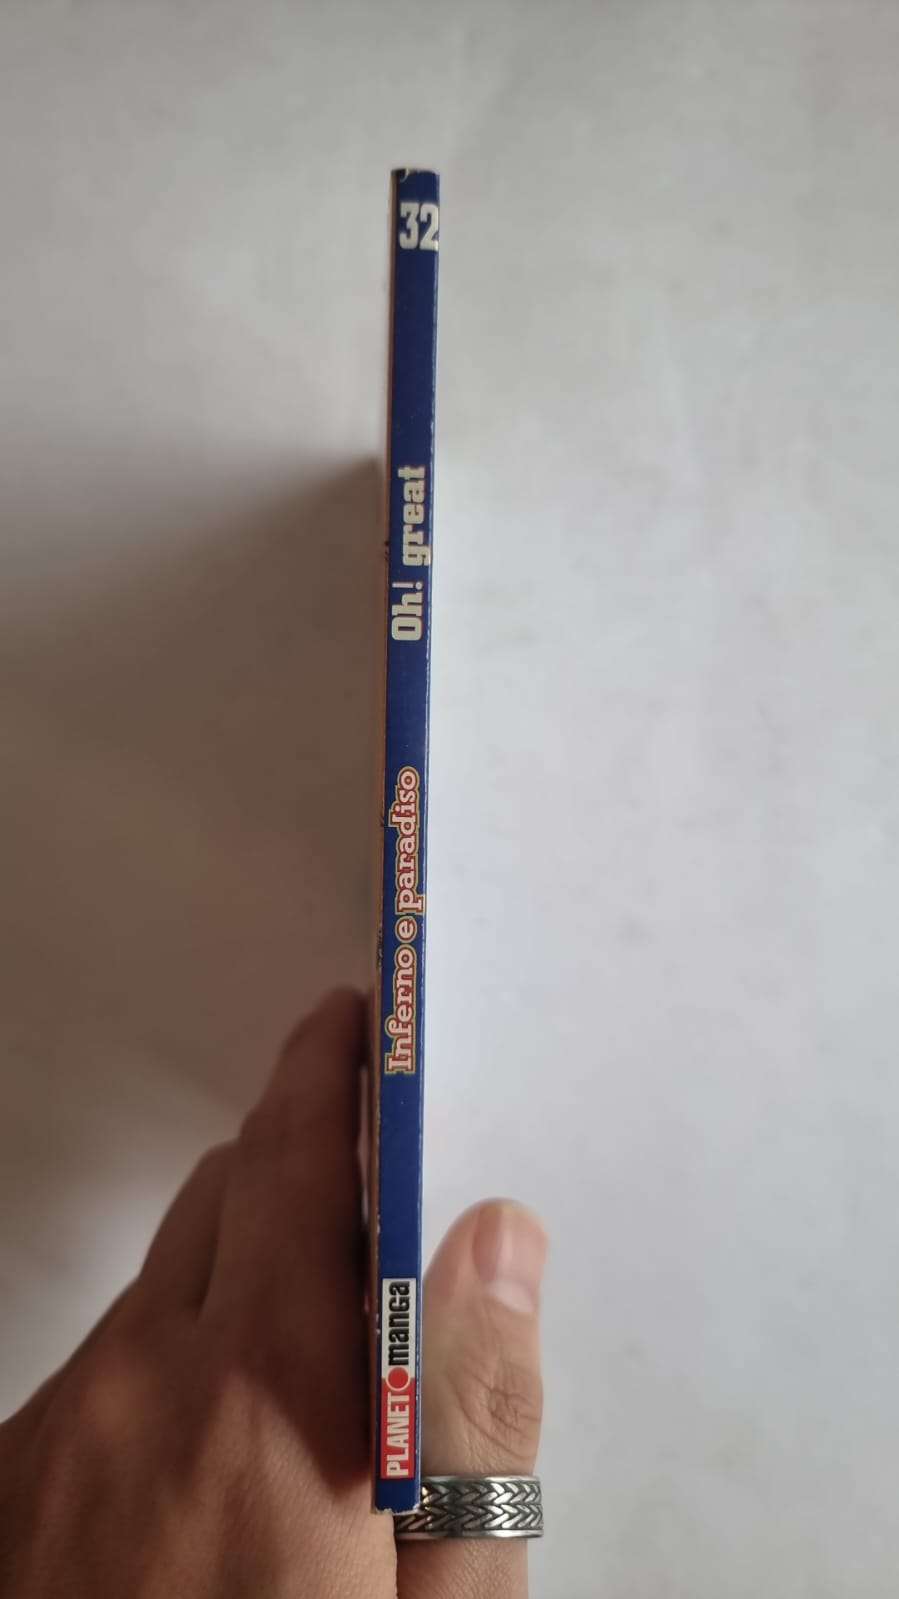 32
Oh! great
Inferno e paradiso
PLANET manga